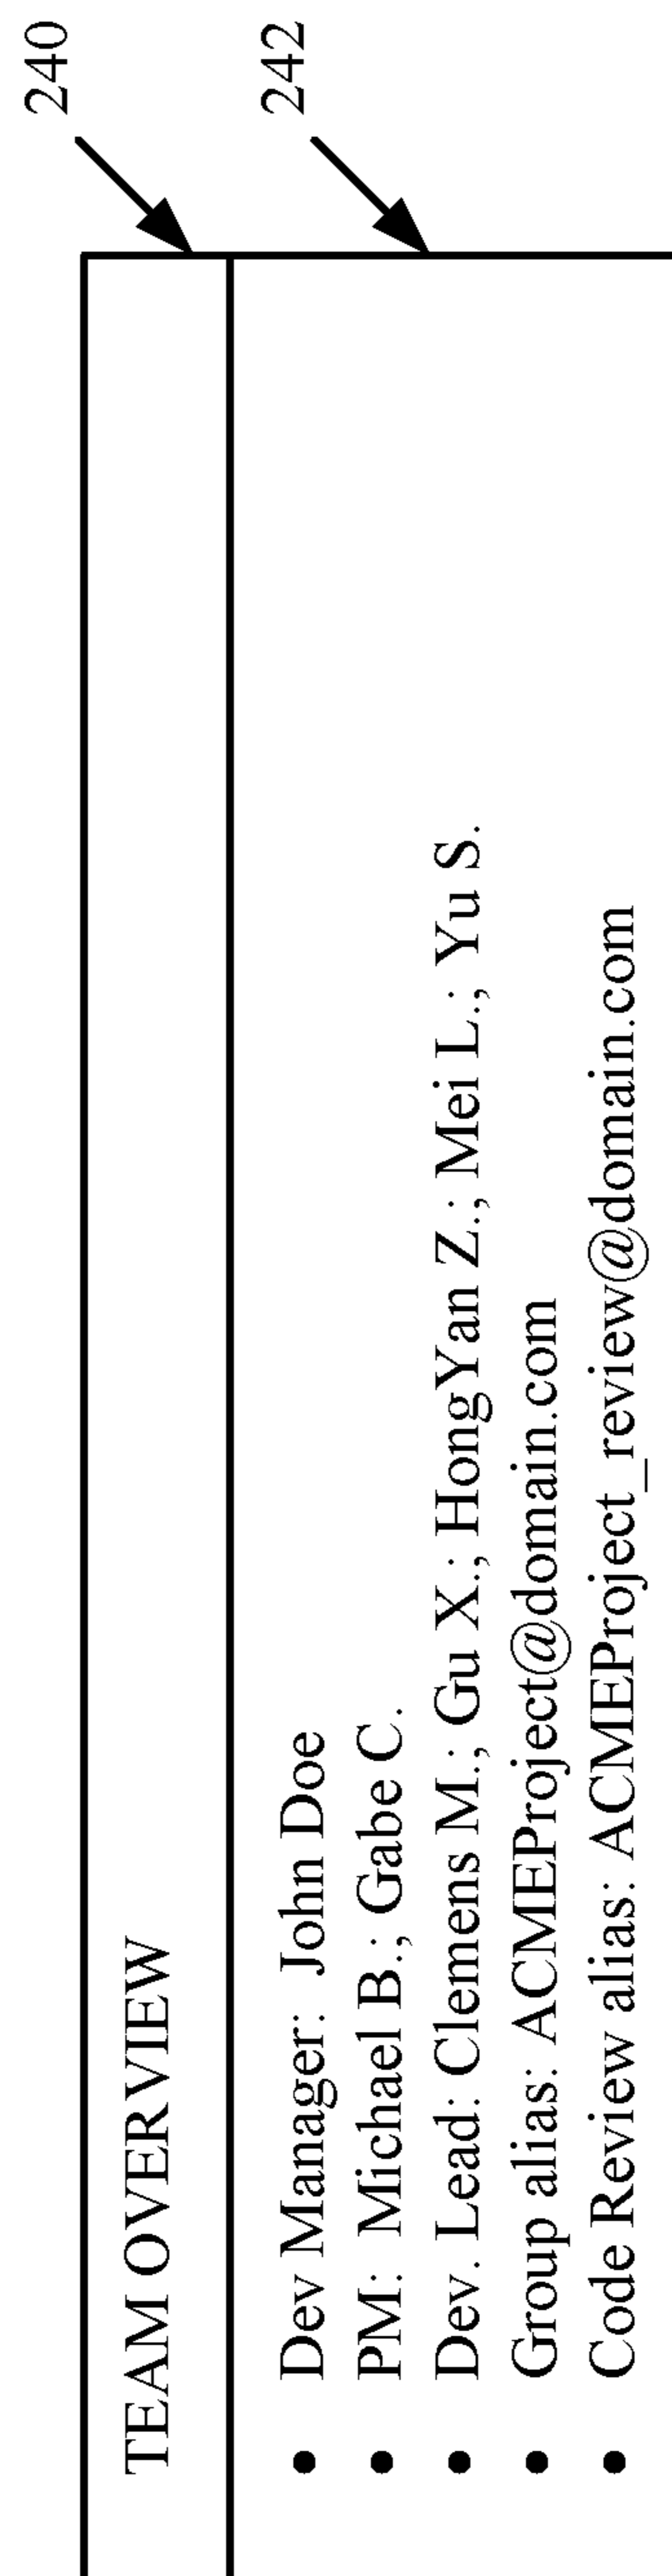 240
TEAM OVERVIEW
242
• Dev Manager: John Doe
• PM: Michael B.; Gabe C.
• Dev. Lead: Clemens M.; Gu X.; HongYan Z.; Mei L.; Yu S.
• Group alias: ACMEProject@domain.com
• Code Review alias: ACMEProject_review@domain.com